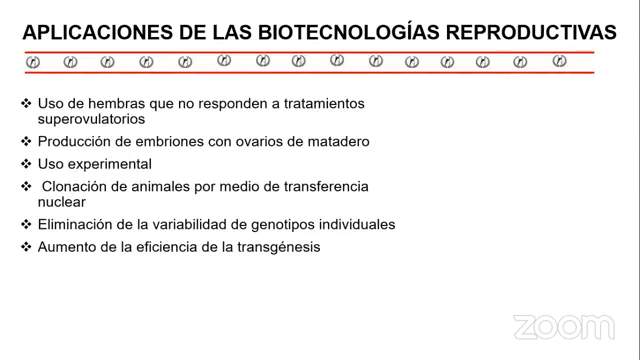 APLICACIONES DE LAS BIOTECNOLOGÍAS REPRODUCTIVAS
❖ Uso de hembras que no responden a tratamientos
superovulatorios
❖ Producción de embriones con ovarios de matadero
❖ Uso experimental
❖ Clonación de animales por medio de transferencia
nuclear
❖ Eliminación de la variabilidad de genotipos individuales
❖ Aumento de la eficiencia de la transgénesis
zoom